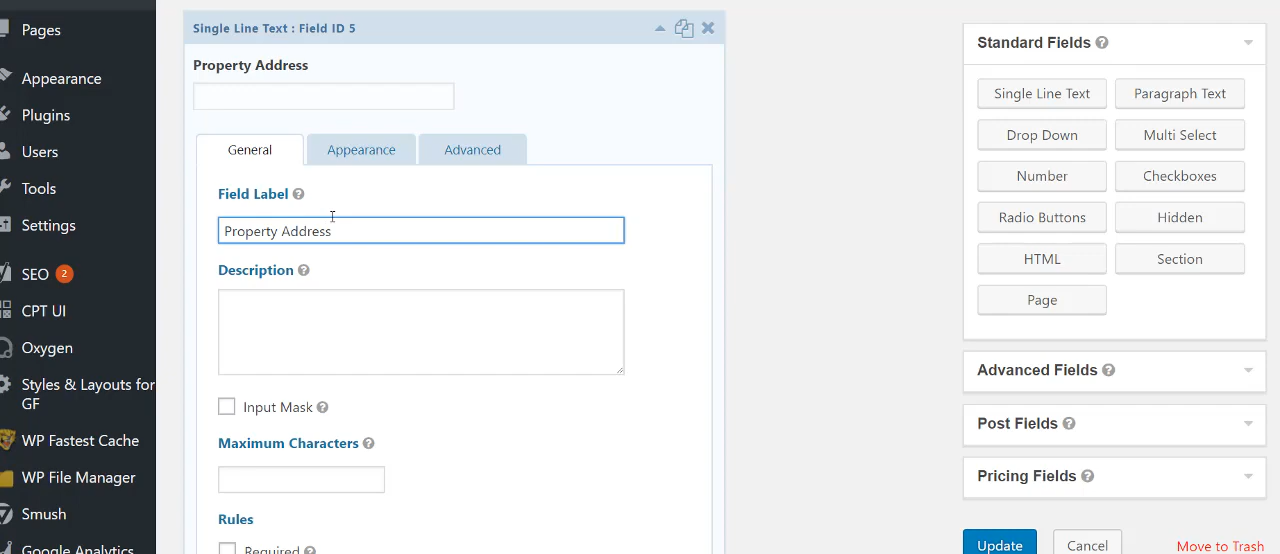 Pages
Appearance
Plugins
Users
Tools
Settings
SEO 2
CPT UI
Oxygen
Styles & Layouts for
GF
WP Fastest Cache
WP File Manager
Smush
Google Analytics
Single Line Text : Field ID 5
Property Address
General Appearance Advanced
Field Label
Property Address
Description
Input Mask
Maximum Characters
Rules
Required
Standard Fields
Single Line Text Paragraph Text
Drop Down Multi Select
Number Checkboxes
Radio Buttons Hidden
HTML Section
Page
Advanced Fields
Post Fields
Pricing Fields
Update Cancel Move to Trash